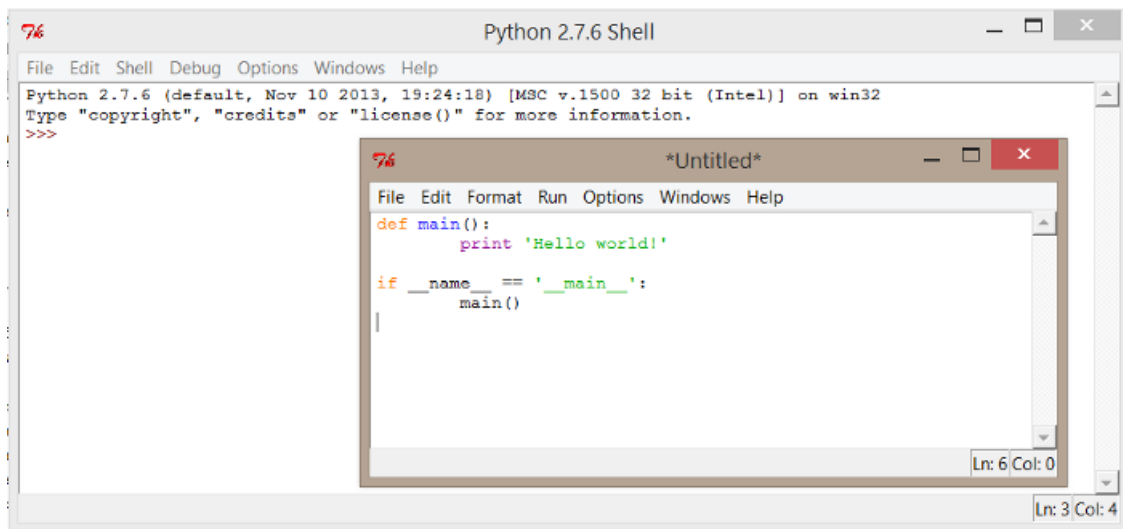 Python 2.7.6 Shell
File Edit Shell Debug Options Windows Help
Python 2.7.6 (default, Nov 10 2013, 19:24:18) [MSC v.1500 32 bit (Intel)] on win32
Type "copyright", "credits" or "license()" for more information.
>>>
*Untitled*
File Edit Format Run Options Windows Help
def main():
        print 'Hello world!'
if __name__ == '__main__':
        main()
Ln: 6 Col: 0
Ln: 3 Col: 4